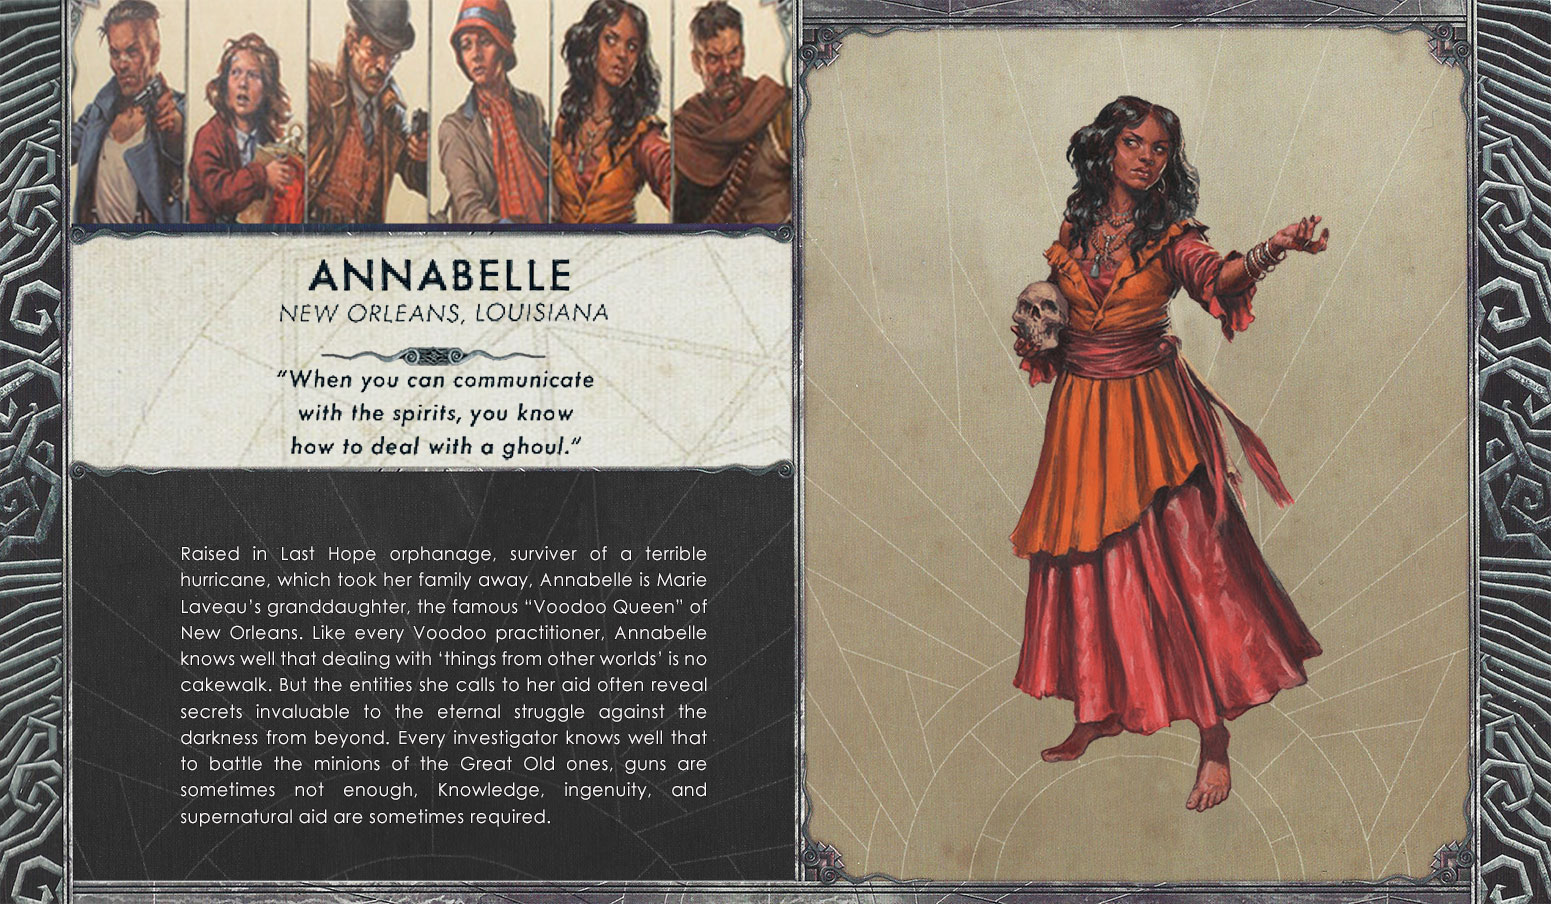 ANNABELLE
NEW ORLEANS, LOUISIANA
“When you can communicate
with the spirits, you know
how to deal with a ghoul.”
Raised in Last Hope orphanage, surviver of a terrible
hurricane, which took her family away, Annabelle is Marie
Laveau’s granddaughter, the famous “Voodoo Queen” of
New Orleans. Like every Voodoo practitioner, Annabelle
knows well that dealing with ‘things from other worlds’ is no
cakewalk. But the entities she calls to her aid often reveal
secrets invaluable to the eternal struggle against the
darkness from beyond. Every investigator knows well that
to battle the minions of the Great Old ones, guns are
sometimes not enough, Knowledge, ingenuity, and
supernatural aid are sometimes required.